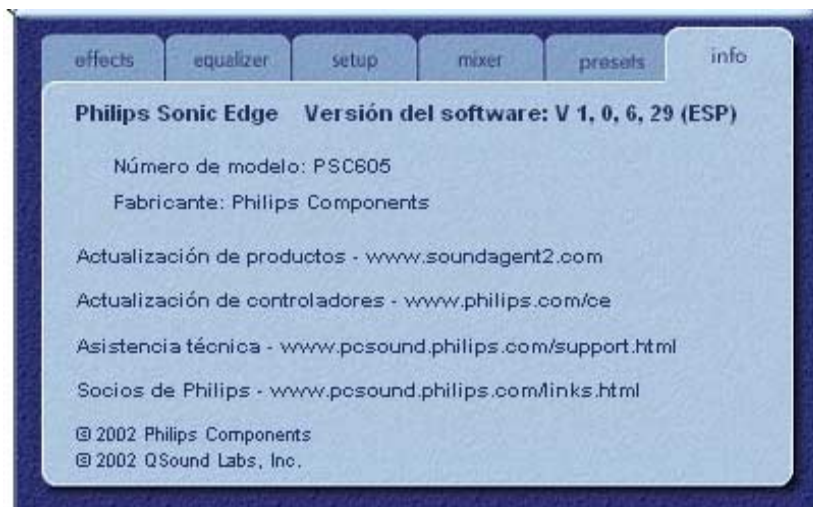 effects equalizer setup mixer presets info
Philips Sonic Edge Versión del software: V 1, 0, 6, 29 (ESP)
Número de modelo: PSC605
Fabricante: Philips Components
Actualización de productos - www.soundagent2.com
Actualización de controladores - www.philips.com/ce
Asistencia técnica - www.pcsound.philips.com/support.html
Socios de Philips - www.pcsound.philips.com/links.html
© 2002 Philips Components
© 2002 QSound Labs, Inc.